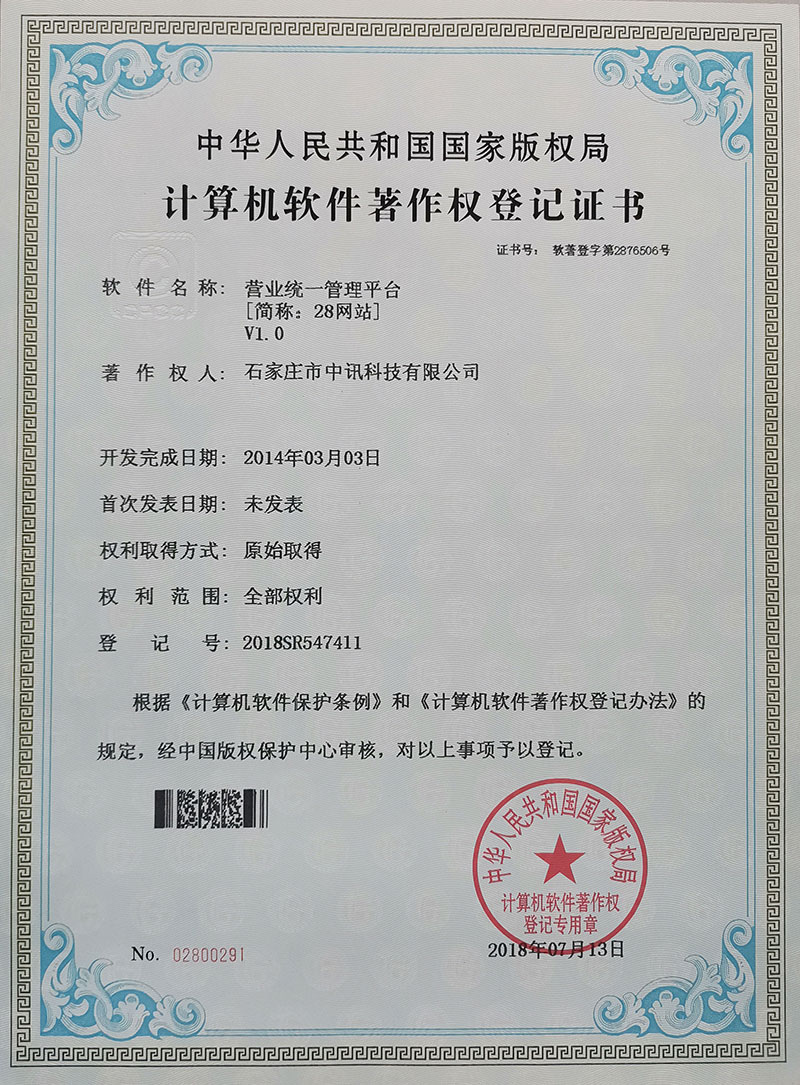 中华人民共和国国家版权局
计算机软件著作权登记证书
证书号： 软著登字第2876506号
软件名称： 营业统一管理平台
[简称：28网站]
V1.0
著作权人： 石家庄市中讯科技有限公司
开发完成日期： 2014年03月03日
首次发表日期： 未发表
权利取得方式： 原始取得
权利范围： 全部权利
登记号： 2018SR547411
根据《计算机软件保护条例》和《计算机软件著作权登记办法》的
规定，经中国版权保护中心审核，对以上事项予以登记。
中华人民共和国国家版权局
计算机软件著作权
登记专用章
No. 02800291
2018年07月13日